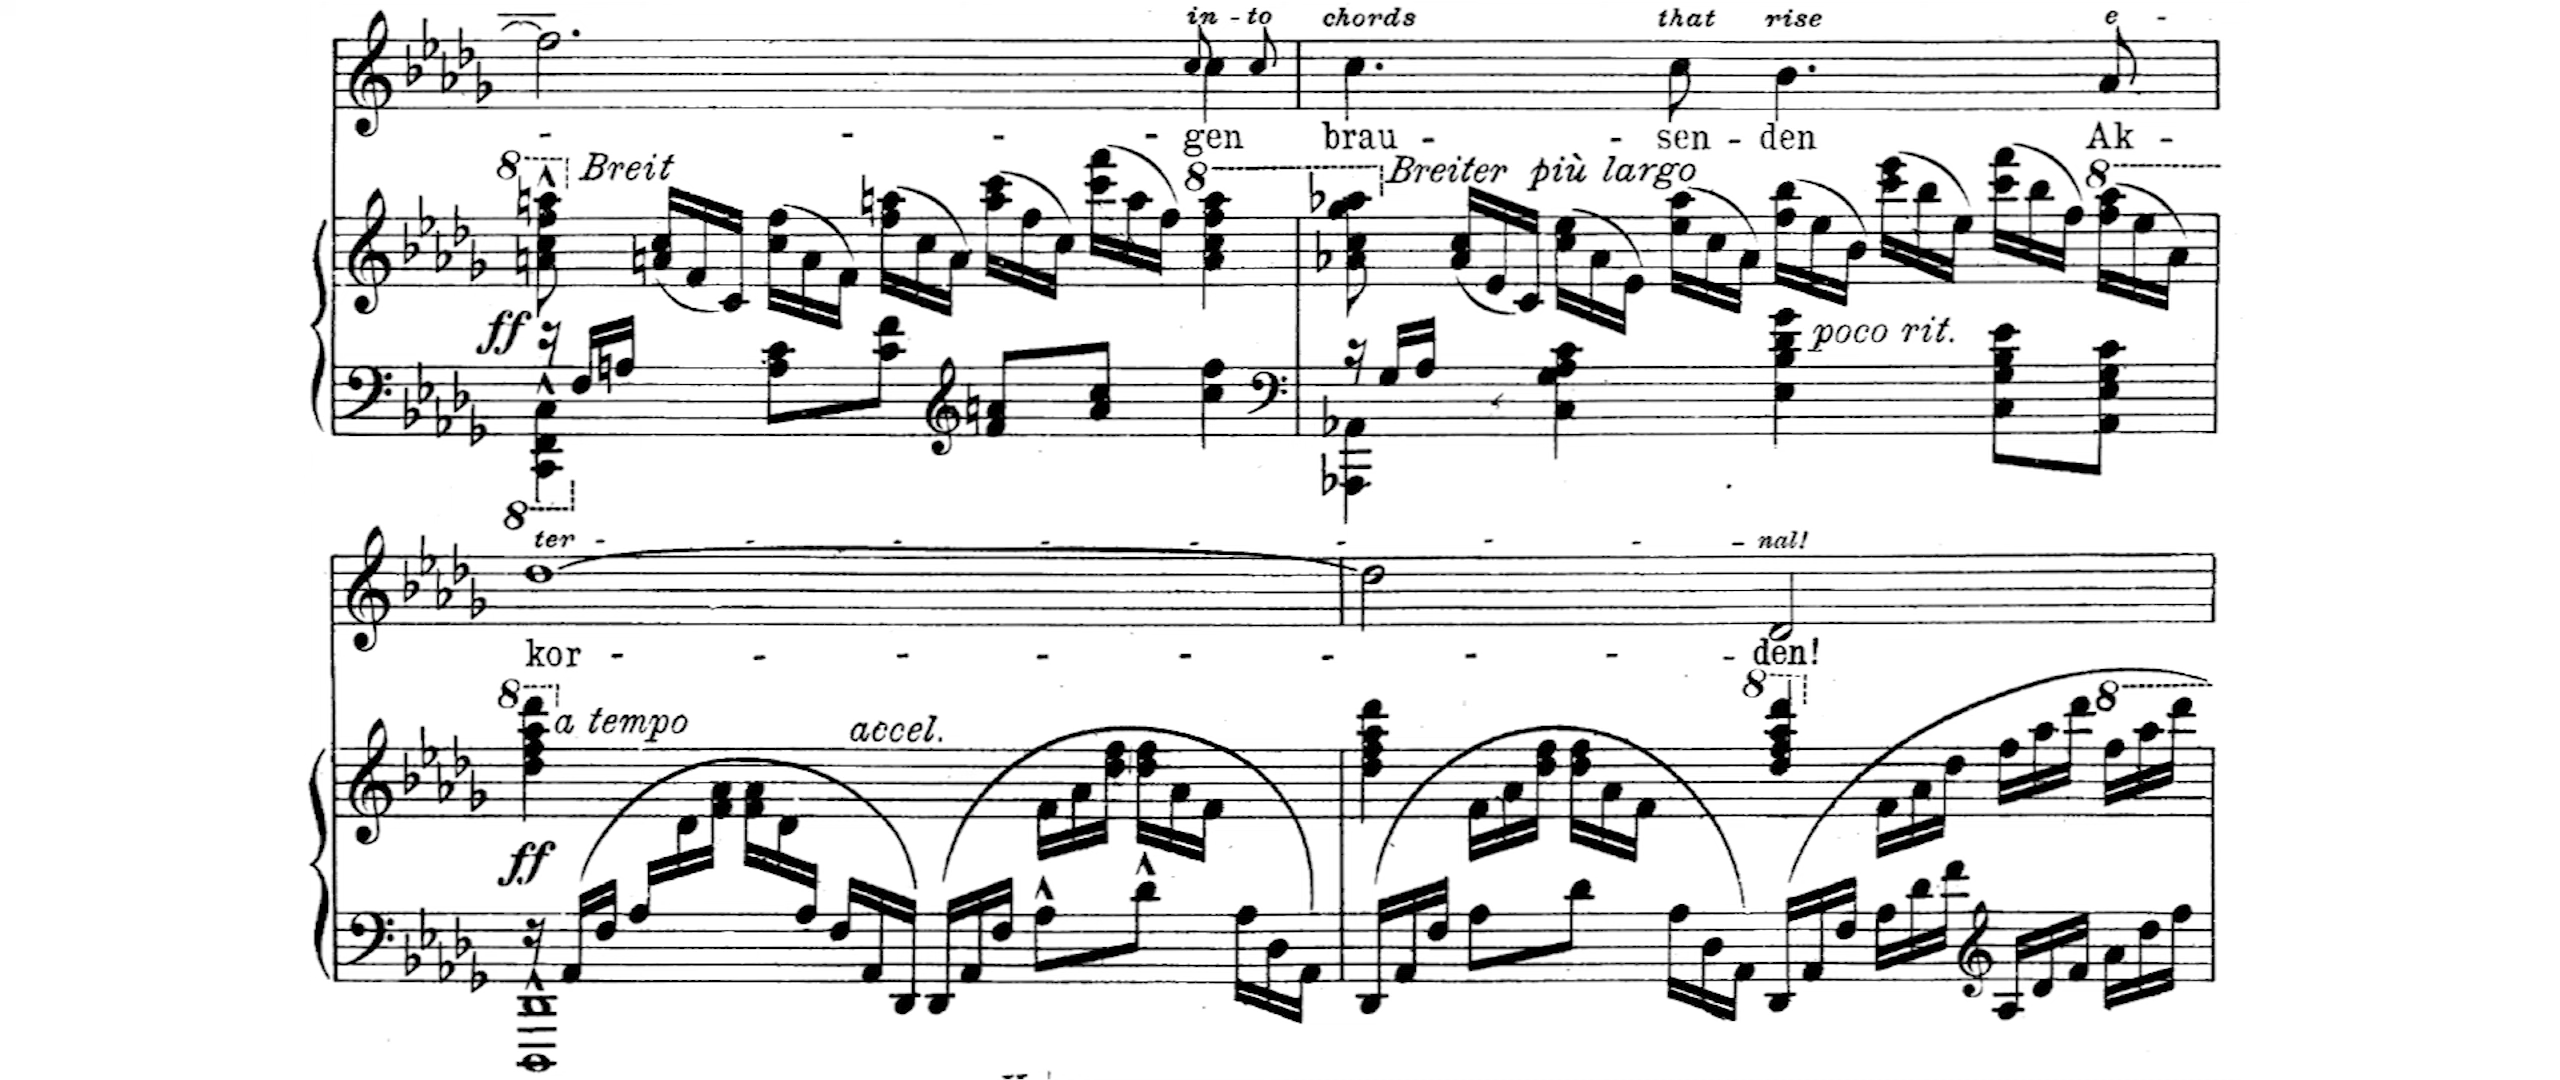 in - to chords that rise e -
- - - - gen brau - - sen - den Ak -
8 Breit 8 Breiter più largo 8
ff poco rit.
8
ter - - - - - - - - - nal!
kor - - - - - - - - - den!
8 a tempo accel. 8 8
ff